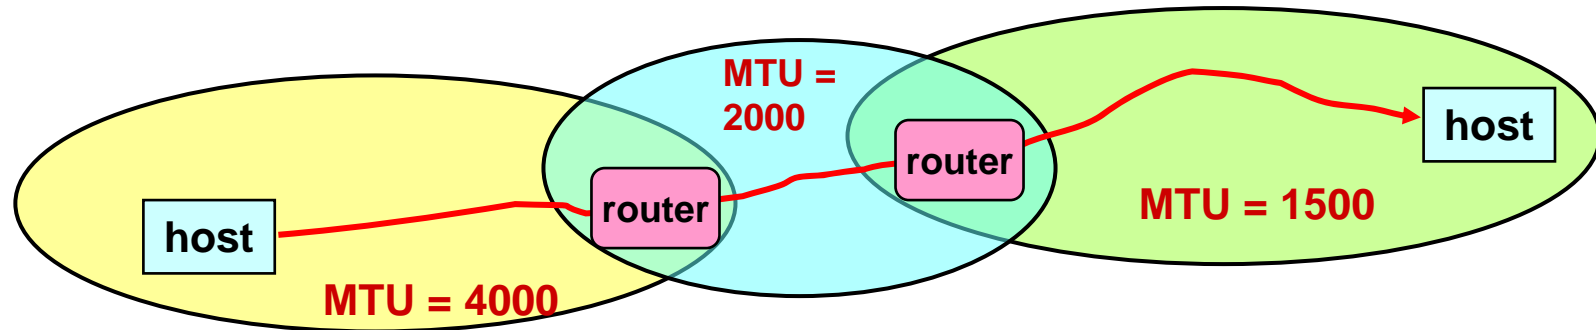 host
MTU = 4000
router
MTU =
2000
router
MTU = 1500
host